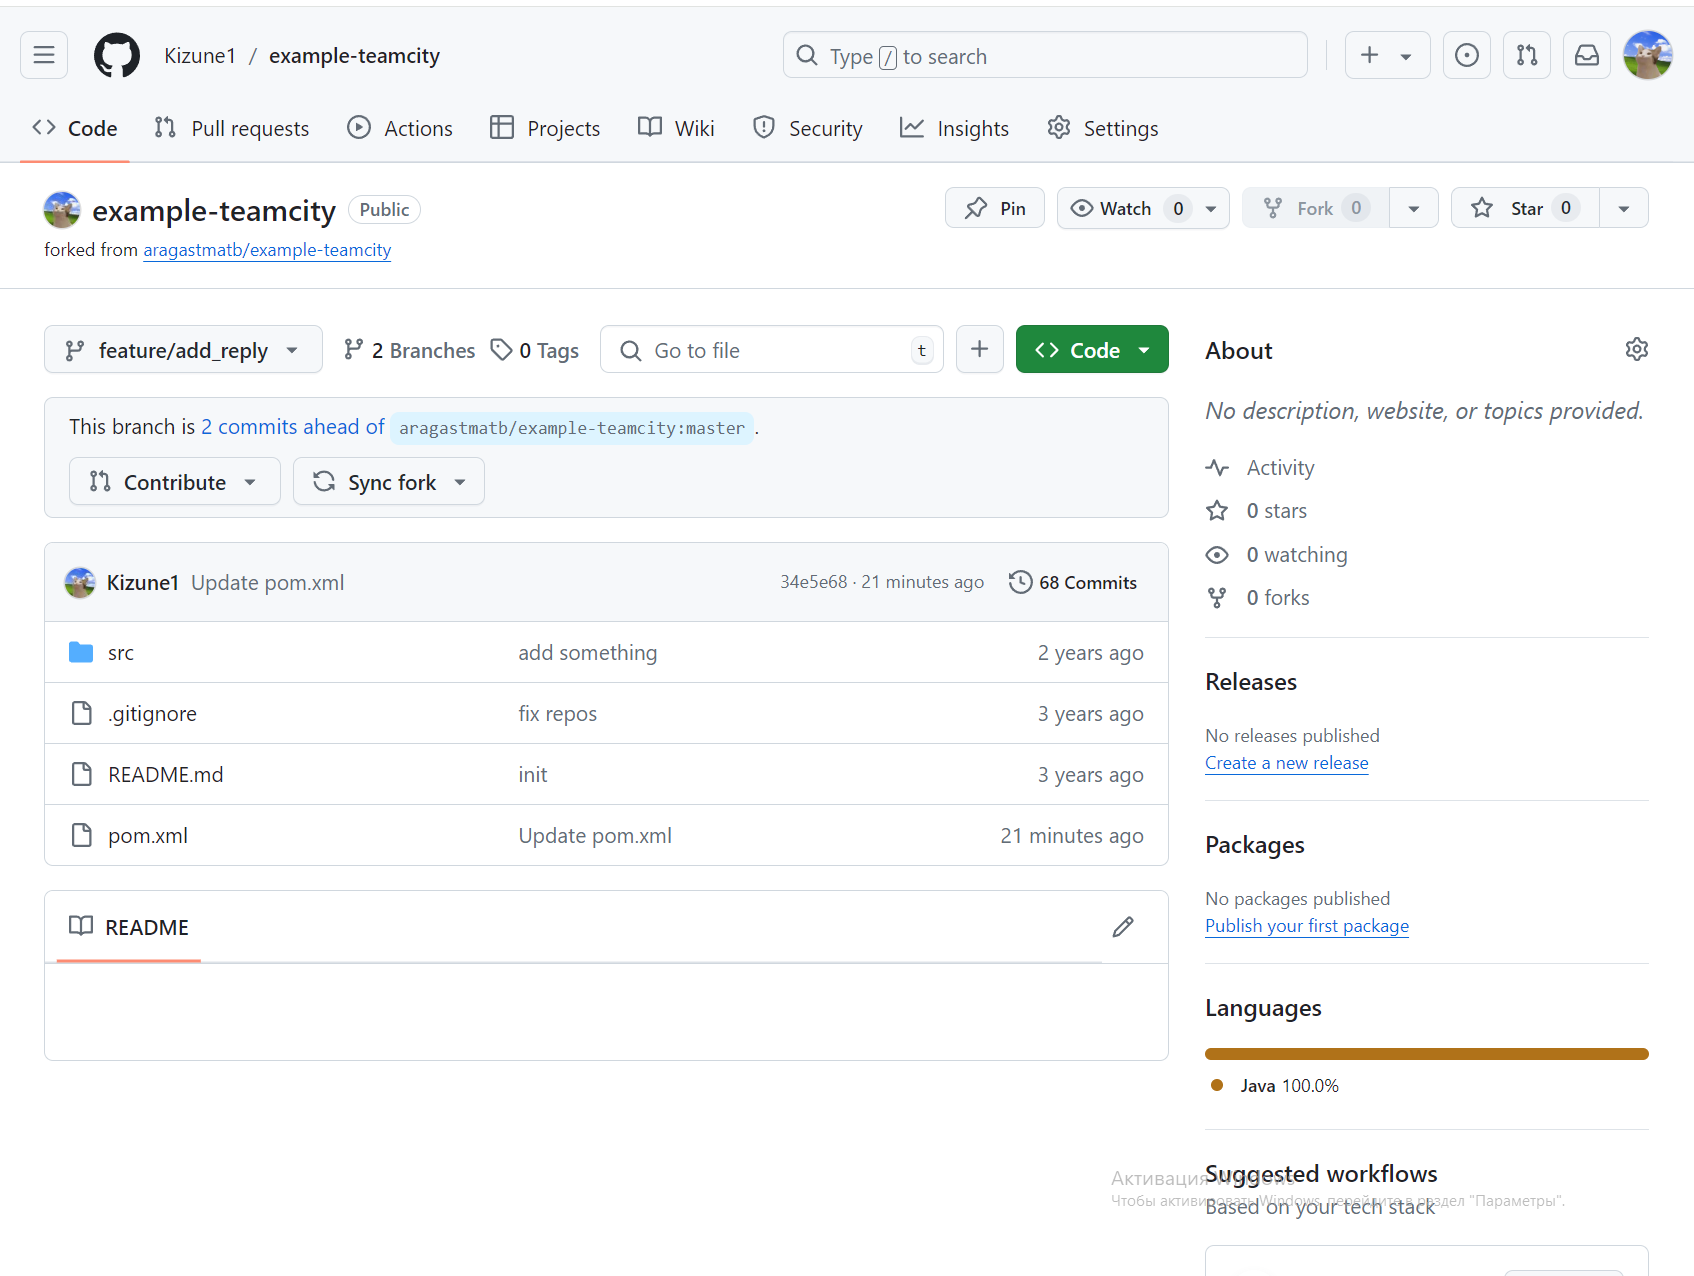 Kizune1 / example-teamcity
Type / to search
Code
Pull requests
Actions
Projects
Wiki
Security
Insights
Settings
example-teamcity
Public
Pin
Watch 0
Fork 0
Star 0
forked from aragastmatb/example-teamcity
feature/add_reply
2 Branches
0 Tags
Go to file
t
Code
This branch is 2 commits ahead of aragastmatb/example-teamcity:master .
Contribute
Sync fork
Kizune1 Update pom.xml
34e5e68 · 21 minutes ago
68 Commits
src add something 2 years ago
.gitignore fix repos 3 years ago
README.md init 3 years ago
pom.xml Update pom.xml 21 minutes ago
README
About
No description, website, or topics provided.
Activity
0 stars
0 watching
0 forks
Releases
No releases published
Create a new release
Packages
No packages published
Publish your first package
Languages
Java 100.0%
Suggested workflows
Based on your tech stack
Активация Windows
Чтобы активировать Windows, перейдите в раздел "Параметры".